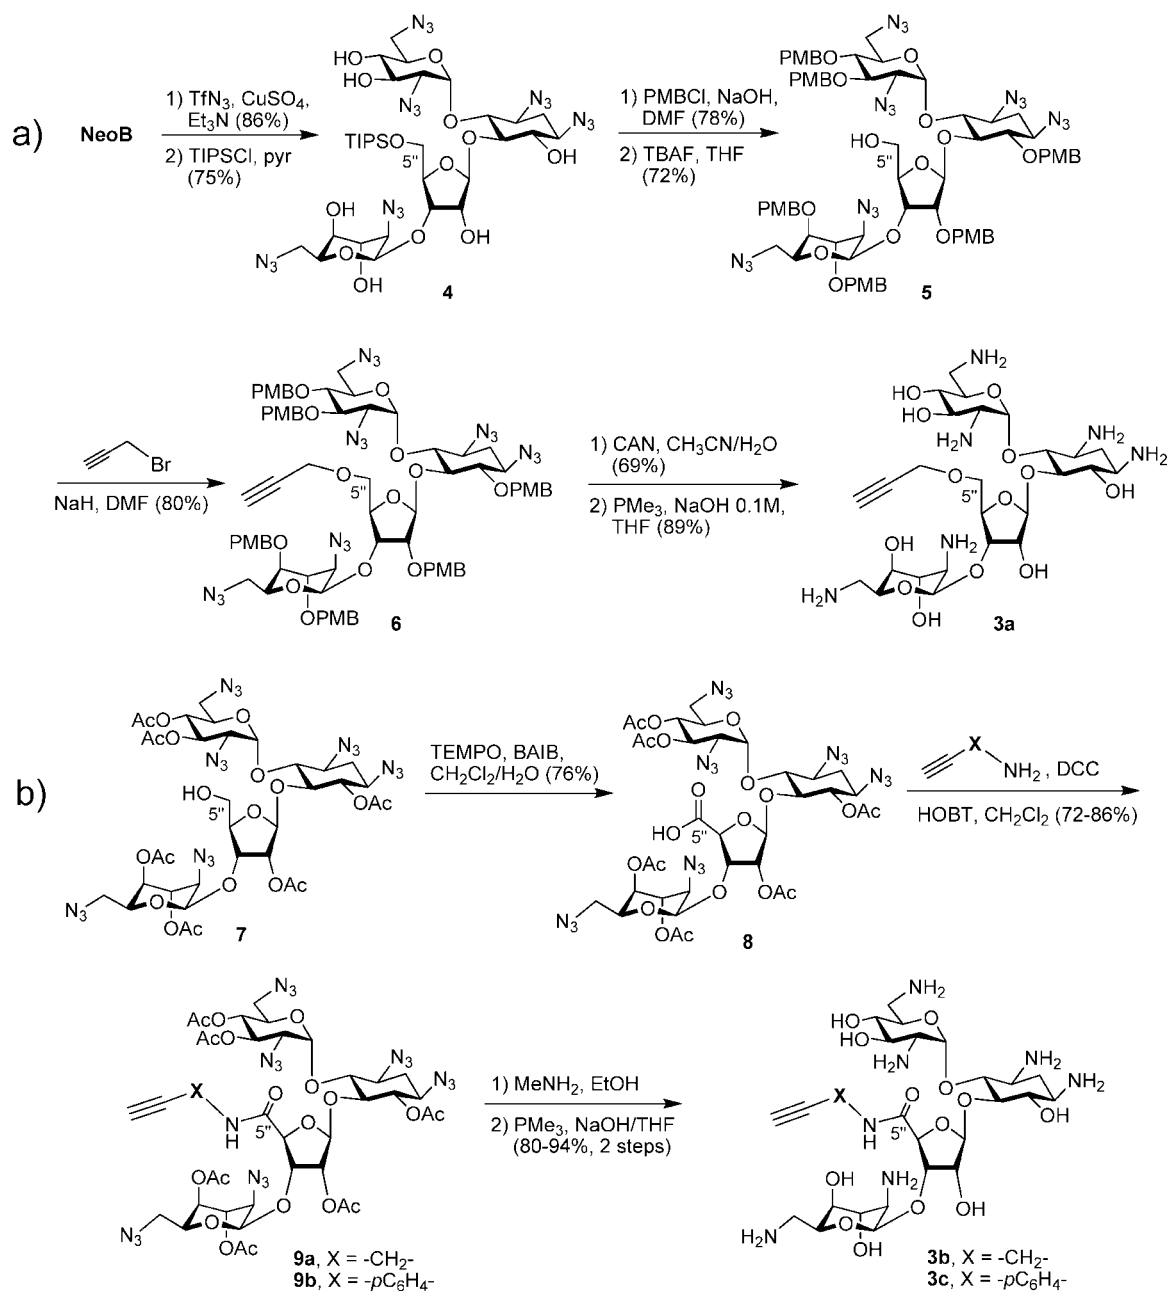 a)
NeoB
1) TfN3, CuSO4,
Et3N (86%)
2) TIPSCl, pyr
(75%)
N3
HO
HO
O
N3
O
N3
N3
TIPSO
5"
O
OH
O
OH
N3
O
OH
N3
O
OH
4
1) PMBCl, NaOH,
DMF (78%)
2) TBAF, THF
(72%)
N3
PMBO
PMBO
O
N3
O
N3
N3
HO
5"
O
OPMB
O
PMBO
N3
O
OPMB
N3
O
OPMB
5
Br
NaH, DMF (80%)
N3
PMBO
PMBO
O
N3
O
N3
N3
O
5"
O
OPMB
O
PMBO
N3
O
OPMB
N3
O
OPMB
6
1) CAN, CH3CN/H2O
(69%)
2) PMe3, NaOH 0.1M,
THF (89%)
NH2
HO
HO
O
NH2
O
NH2
NH2
O
5"
O
OH
O
OH
NH2
O
OH
H2N
O
OH
3a
b)
N3
AcO
AcO
O
N3
O
N3
N3
HO
5"
O
OAc
O
OAc
N3
O
OAc
N3
O
OAc
7
TEMPO, BAIB,
CH2Cl2/H2O (76%)
N3
AcO
AcO
O
N3
O
N3
N3
O
HO
5"
O
OAc
O
OAc
N3
O
OAc
N3
O
OAc
8
X
NH2, DCC
HOBT, CH2Cl2 (72-86%)
N3
AcO
AcO
O
N3
O
N3
N3
X
N
H
O
5"
O
OAc
O
OAc
N3
O
OAc
N3
O
OAc
9a, X = -CH2-
9b, X = -pC6H4-
1) MeNH2, EtOH
2) PMe3, NaOH/THF
(80-94%, 2 steps)
NH2
HO
HO
O
H2N
O
NH2
NH2
X
N
H
O
5"
O
OH
O
OH
NH2
O
OH
H2N
O
OH
3b, X = -CH2-
3c, X = -pC6H4-